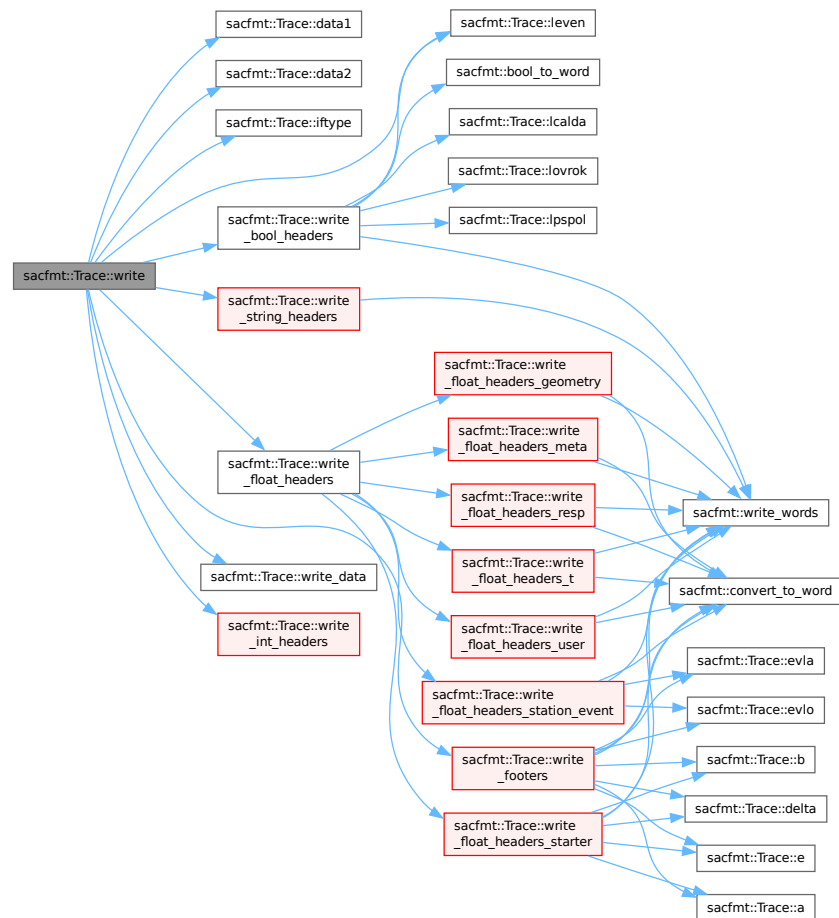 sacfmt::Trace::write
sacfmt::Trace::data1
sacfmt::Trace::data2
sacfmt::Trace::iftype
sacfmt::Trace::write
_bool_headers
sacfmt::Trace::write
_string_headers
sacfmt::Trace::write
_float_headers
sacfmt::Trace::write_data
sacfmt::Trace::write
_int_headers
sacfmt::Trace::leven
sacfmt::bool_to_word
sacfmt::Trace::lcalda
sacfmt::Trace::lovrok
sacfmt::Trace::lpspol
sacfmt::Trace::write
_float_headers_geometry
sacfmt::Trace::write
_float_headers_meta
sacfmt::Trace::write
_float_headers_resp
sacfmt::Trace::write
_float_headers_t
sacfmt::Trace::write
_float_headers_user
sacfmt::Trace::write
_float_headers_station_event
sacfmt::Trace::write
_footers
sacfmt::Trace::write
_float_headers_starter
sacfmt::write_words
sacfmt::convert_to_word
sacfmt::Trace::evla
sacfmt::Trace::evlo
sacfmt::Trace::b
sacfmt::Trace::delta
sacfmt::Trace::e
sacfmt::Trace::a